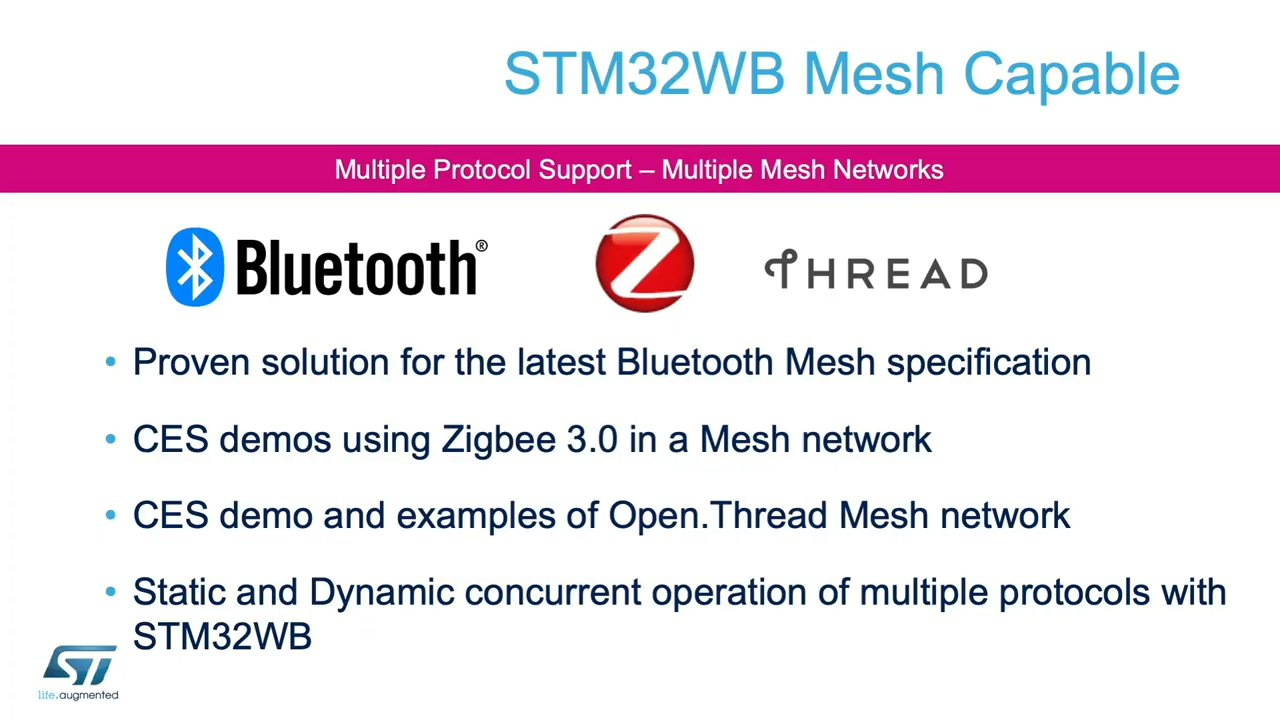 STM32WB Mesh Capable
Multiple Protocol Support – Multiple Mesh Networks
Bluetooth®
Z
THREAD
• Proven solution for the latest Bluetooth Mesh specification
• CES demos using Zigbee 3.0 in a Mesh network
• CES demo and examples of Open.Thread Mesh network
• Static and Dynamic concurrent operation of multiple protocols with
STM32WB
ST
life.augmented